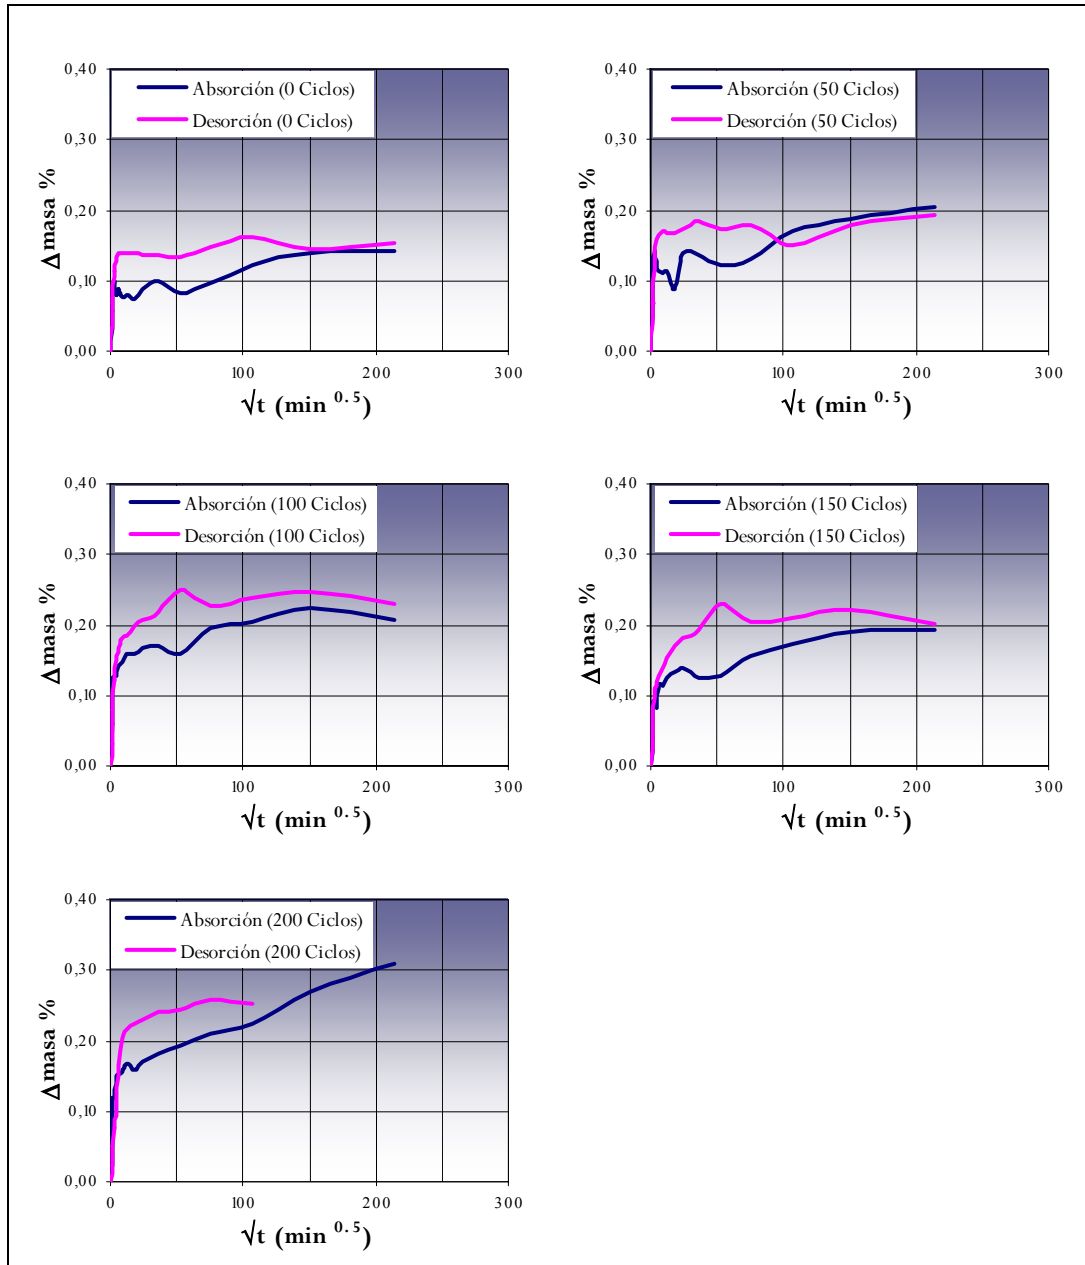 0,40
Absorción (0 Ciclos)
Desorción (0 Ciclos)
0,30
0,20
0,10
0,00
Δmasa %
0 100 200 300
√t (min 0.5)
0,40
Absorción (50 Ciclos)
Desorción (50 Ciclos)
0,30
0,20
0,10
0,00
Δmasa %
0 100 200 300
√t (min 0.5)
0,40
Absorción (100 Ciclos)
Desorción (100 Ciclos)
0,30
0,20
0,10
0,00
Δmasa %
0 100 200 300
√t (min 0.5)
0,40
Absorción (150 Ciclos)
Desorción (150 Ciclos)
0,30
0,20
0,10
0,00
Δmasa %
0 100 200 300
√t (min 0.5)
0,40
Absorción (200 Ciclos)
Desorción (200 Ciclos)
0,30
0,20
0,10
0,00
Δmasa %
0 100 200 300
√t (min 0.5)